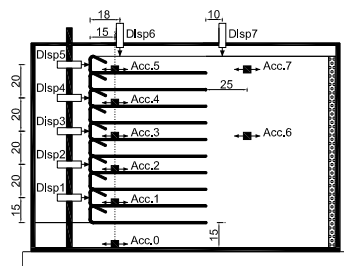 18
10
DIsp6
DIsp7
15
DIsp5
Acc.5
Acc.7
20
DIsp4
25
Acc.4
20
DIsp3
Acc.3
Acc.6
20
DIsp2
Acc.2
20
DIsp1
Acc.1
15
15
Acc.0